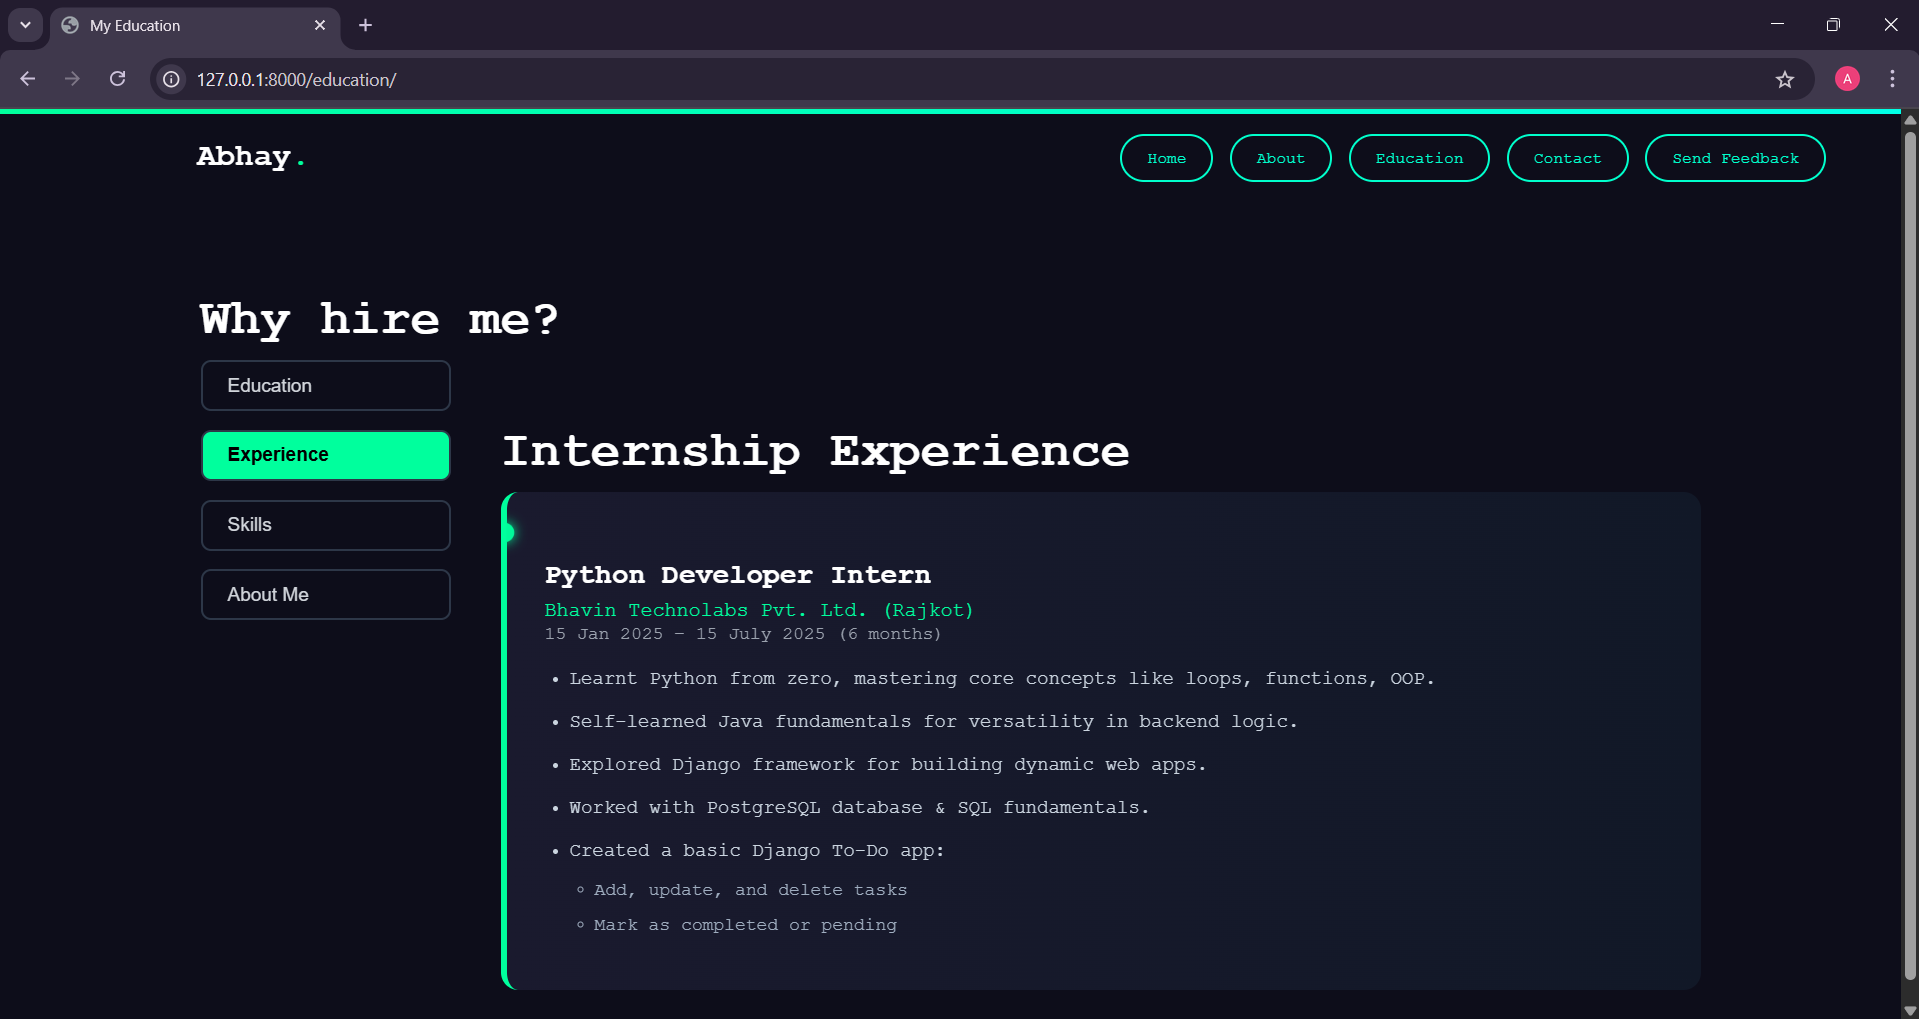 My Education
127.0.0.1:8000/education/
A
Abhay.
Home
About
Education
Contact
Send Feedback
Why hire me?
Education
Experience
Skills
About Me
Internship Experience
Python Developer Intern
Bhavin Technolabs Pvt. Ltd. (Rajkot)
15 Jan 2025 – 15 July 2025 (6 months)
• Learnt Python from zero, mastering core concepts like loops, functions, OOP.
• Self-learned Java fundamentals for versatility in backend logic.
• Explored Django framework for building dynamic web apps.
• Worked with PostgreSQL database & SQL fundamentals.
• Created a basic Django To-Do app:
◦ Add, update, and delete tasks
◦ Mark as completed or pending